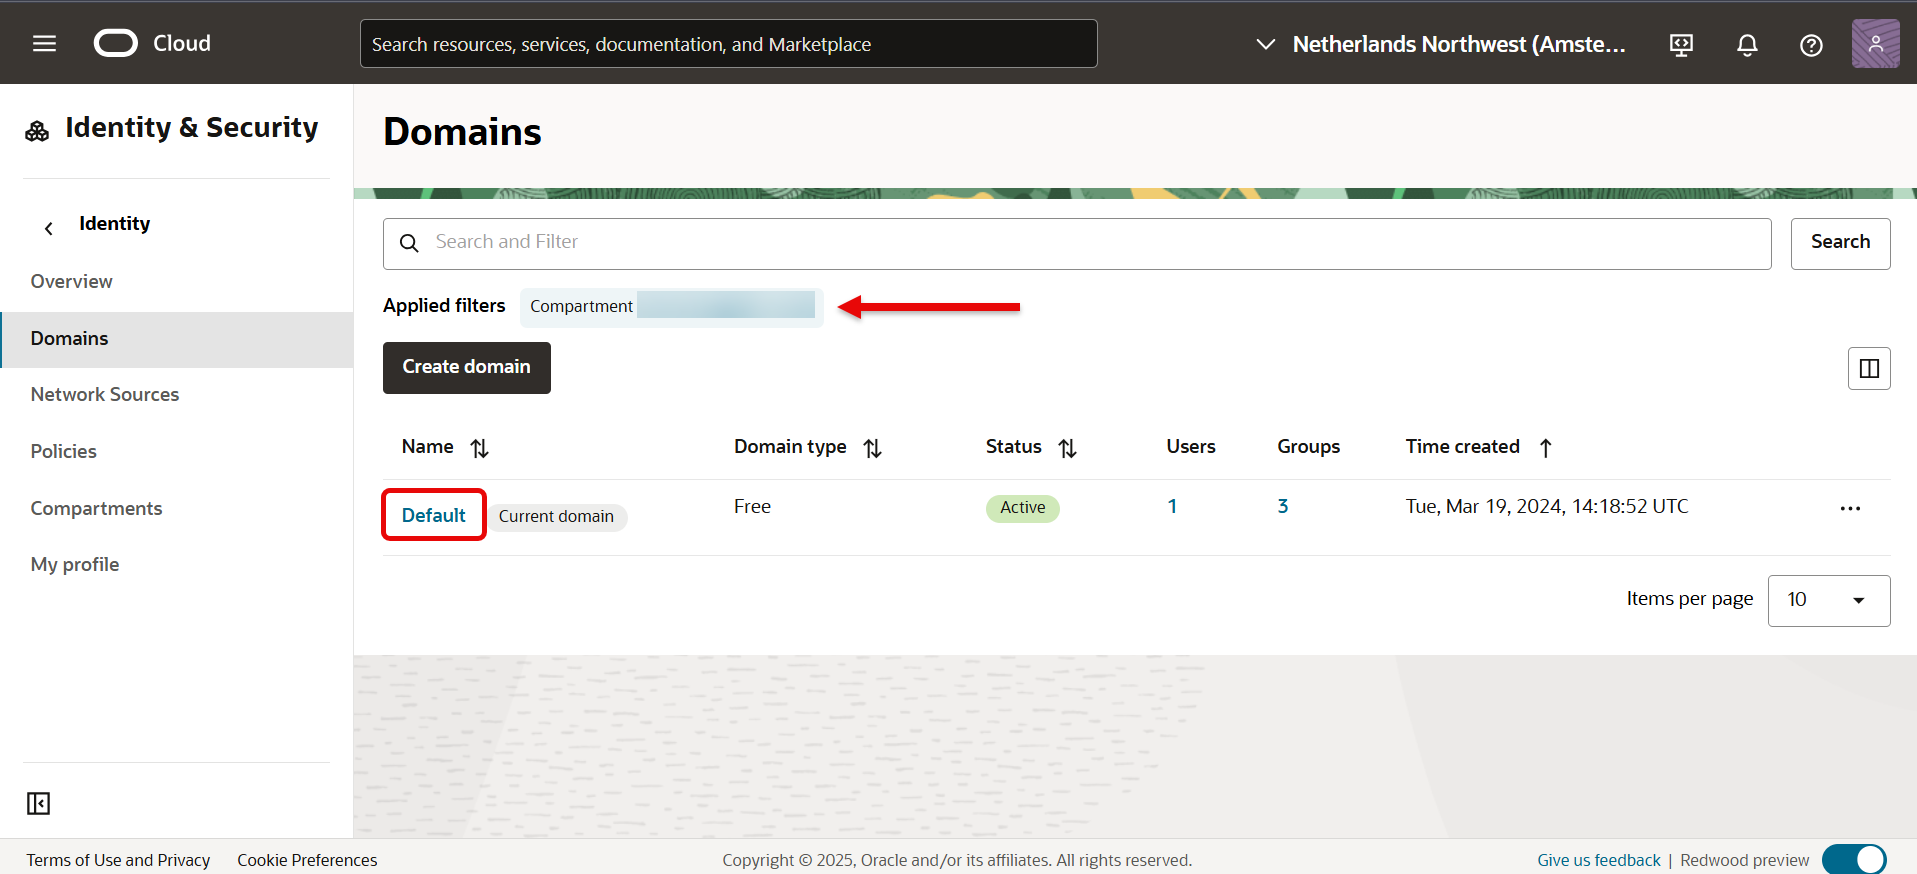 Cloud
Search resources, services, documentation, and Marketplace
Netherlands Northwest (Amste...
Identity & Security
Identity
Overview
Domains
Network Sources
Policies
Compartments
My profile
Domains
Search and Filter
Search
Applied filters Compartment
Create domain
Name Domain type Status Users Groups Time created
Default Current domain Free Active 1 3 Tue, Mar 19, 2024, 14:18:52 UTC
Items per page 10
Terms of Use and Privacy Cookie Preferences Copyright © 2025, Oracle and/or its affiliates. All rights reserved. Give us feedback | Redwood preview